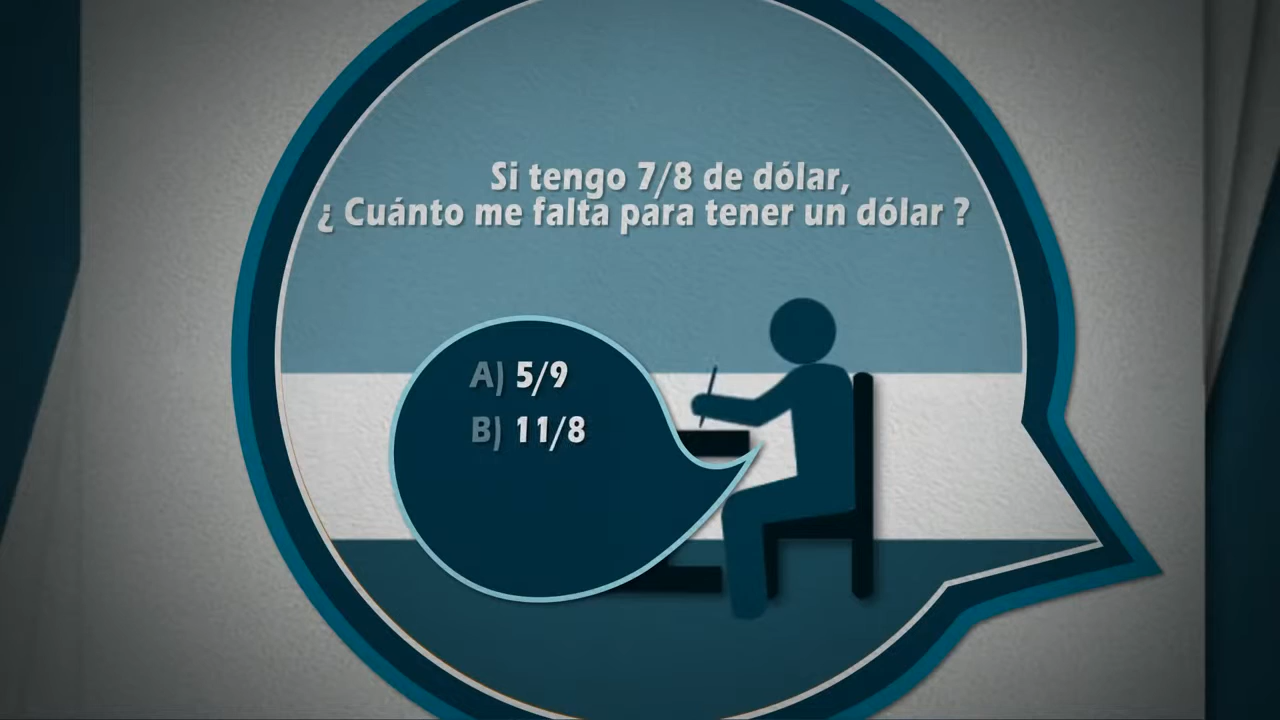 Si tengo 7/8 de dólar,
¿ Cuánto me falta para tener un dólar ?
A) 5/9
B) 11/8